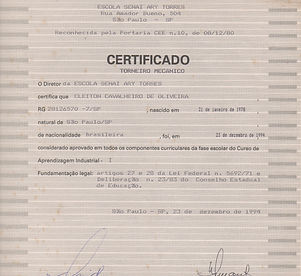 ESCOLA SENAI ARY TORRES
Rua Amador Bueno, 504
São Paulo - SP
Reconhecida pela Portaria CEE n.10, de 08/12/80
CERTIFICADO
TORNEIRO MECÂNICO
O Diretor da ESCOLA SENAI ARY TORRES
certifica que CLEITON CAVALHEIRO DE OLIVEIRA
RG 28126570 -7/SP , nascido em 31 de janeiro de 1978
natural de São Paulo/SP
de nacionalidade brasileira , foi, em 21 de dezembro de 1994
considerado aprovado em todos os componentes curriculares da fase escolar do Curso de
Aprendizagem Industrial - I
Fundamentação legal: artigos 27 e 28 da Lei Federal n. 5692/71 e
Deliberação n. 23/83 do Conselho Estadual
de Educação.
São Paulo - SP, 23 de dezembro de 1994